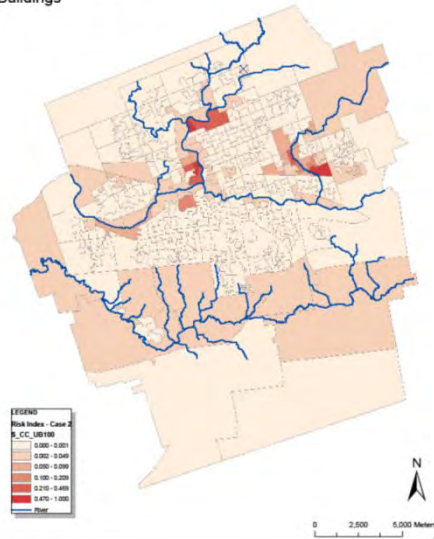 Buildings
LEGEND
Risk Index - Case 2
$_CC_UB100
0.000 - 0.001
0.002 - 0.049
0.050 - 0.099
0.100 - 0.209
0.210 - 0.469
0.470 - 1.000
River
N
0 2,500 5,000 Meters